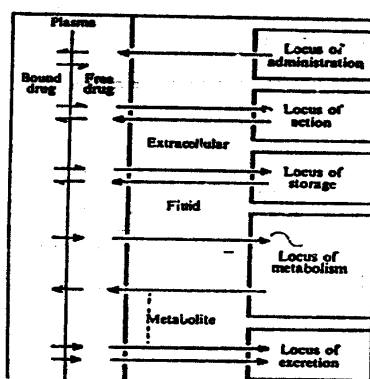 Plasma
Bound
drug
Free
drug
Extracellular
Fluid
Metabolite
Locus of
administration
Locus of
action
Locus of
storage
Locus of
metabolism
Locus of
excretion